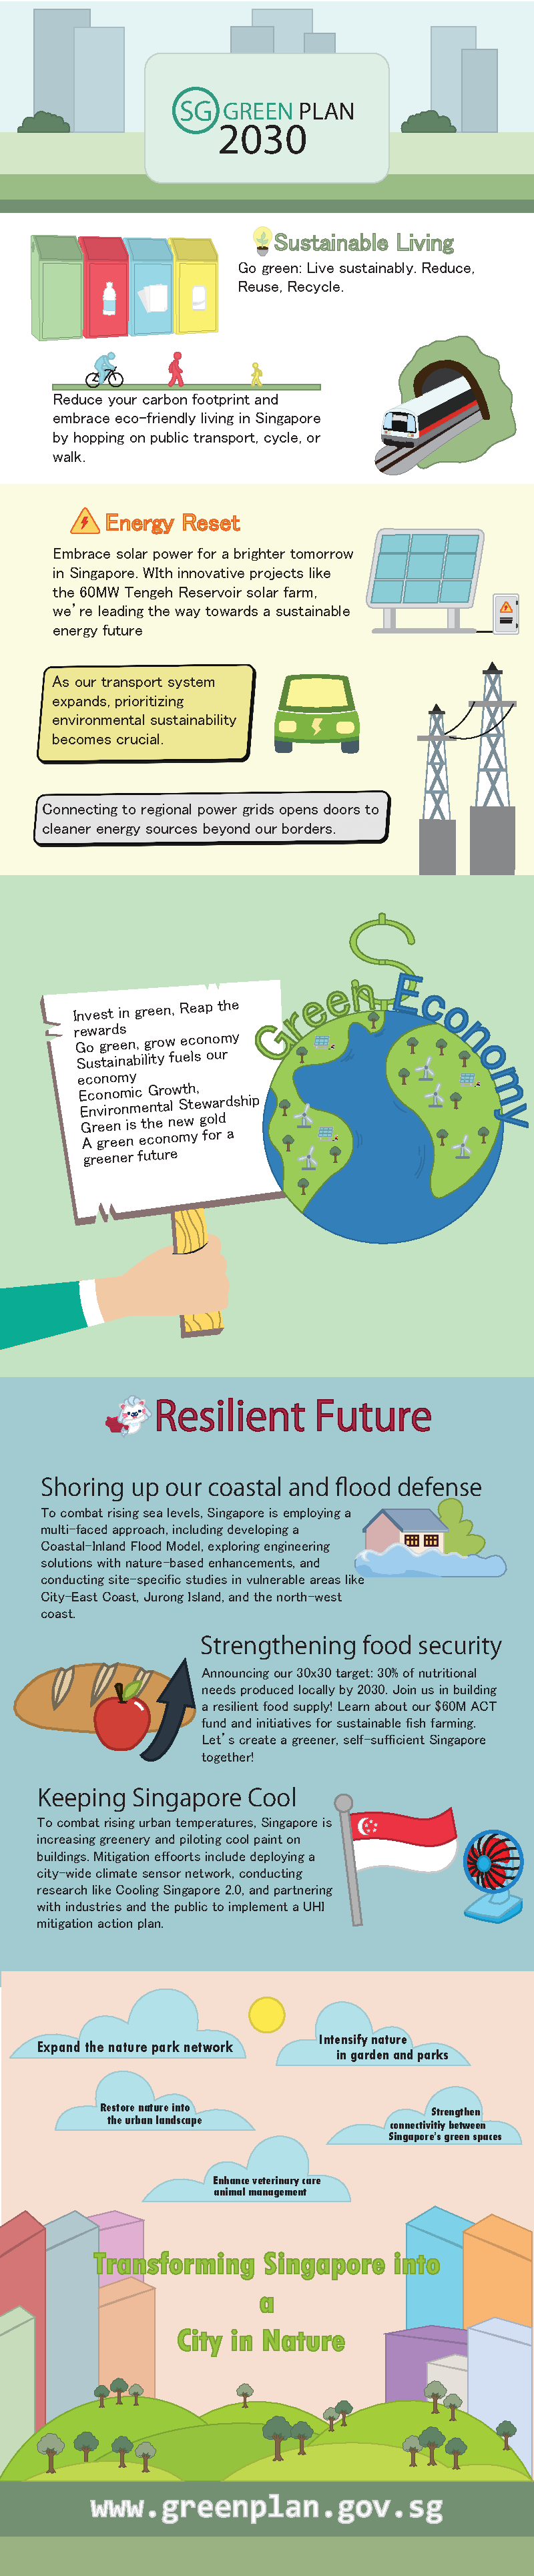 SG GREEN PLAN
2030
Sustainable Living
Go green: Live sustainably. Reduce,
Reuse, Recycle.
Reduce your carbon footprint and
embrace eco-friendly living in Singapore
by hopping on public transport, cycle, or
walk.
Energy Reset
Embrace solar power for a brighter tomorrow
in Singapore. WIth innovative projects like
the 60MW Tengeh Reservoir solar farm,
we're leading the way towards a sustainable
energy future
As our transport system
expands, prioritizing
environmental sustainability
becomes crucial.
Connecting to regional power grids opens doors to
cleaner energy sources beyond our borders.
Green Economy
Invest in green, Reap the
rewards
Go green, grow economy
Sustainability fuels our
economy
Economic Growth,
Environmental Stewardship
Green is the new gold
A green economy for a
greener future
Resilient Future
Shoring up our coastal and flood defense
To combat rising sea levels, Singapore is employing a
multi-faced approach, including developing a
Coastal-Inland Flood Model, exploring engineering
solutions with nature-based enhancements, and
conducting site-specific studies in vulnerable areas like
City-East Coast, Jurong Island, and the north-west
coast.
Strengthening food security
Announcing our 30x30 target: 30% of nutritional
needs produced locally by 2030. Join us in building
a resilient food supply! Learn about our $60M ACT
fund and initiatives for sustainable fish farming.
Let's create a greener, self-sufficient Singapore
together!
Keeping Singapore Cool
To combat rising urban temperatures, Singapore is
increasing greenery and piloting cool paint on
buildings. Mitigation effoorts include deploying a
city-wide climate sensor network, conducting
research like Cooling Singapore 2.0, and partnering
with industries and the public to implement a UHI
mitigation action plan.
Expand the nature park network
Intensify nature
in garden and parks
Restore nature into
the urban landscape
Strengthen
connectivitiy between
Singapore's green spaces
Enhance veterinary care
animal management
Transforming Singapore into
a
City in Nature
www.greenplan.gov.sg